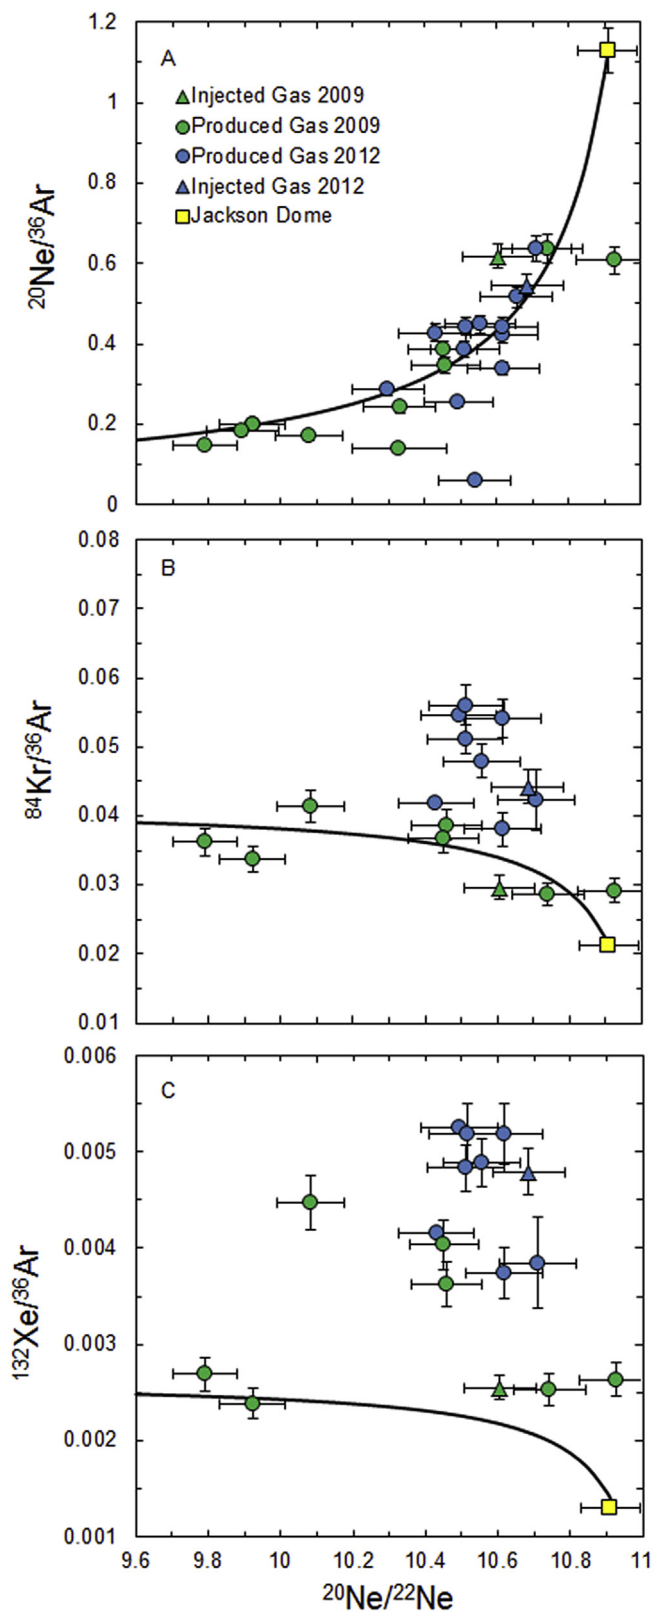 A
Injected Gas 2009
Produced Gas 2009
Produced Gas 2012
Injected Gas 2012
Jackson Dome
1.2
1
0.8
0.6
0.4
0.2
0
²⁰Ne/³⁶Ar
B
0.08
0.07
0.06
0.05
0.04
0.03
0.02
0.01
⁸⁴Kr/³⁶Ar
C
0.006
0.005
0.004
0.003
0.002
0.001
¹³²Xe/³⁶Ar
9.6 9.8 10 10.2 10.4 10.6 10.8 11
²⁰Ne/²²Ne